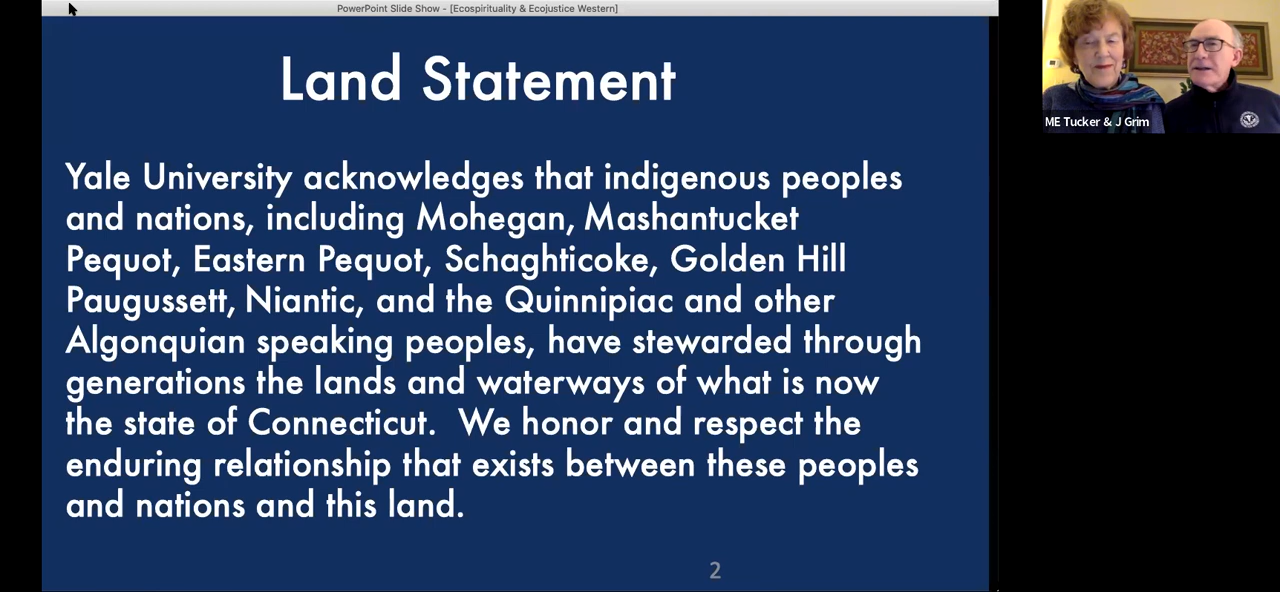 PowerPoint Slide Show - [Ecospirituality & Ecojustice Western]
Land Statement
Yale University acknowledges that indigenous peoples
and nations, including Mohegan, Mashantucket
Pequot, Eastern Pequot, Schaghticoke, Golden Hill
Paugussett, Niantic, and the Quinnipiac and other
Algonquian speaking peoples, have stewarded through
generations the lands and waterways of what is now
the state of Connecticut.  We honor and respect the
enduring relationship that exists between these peoples
and nations and this land.
2
ME Tucker & J Grim